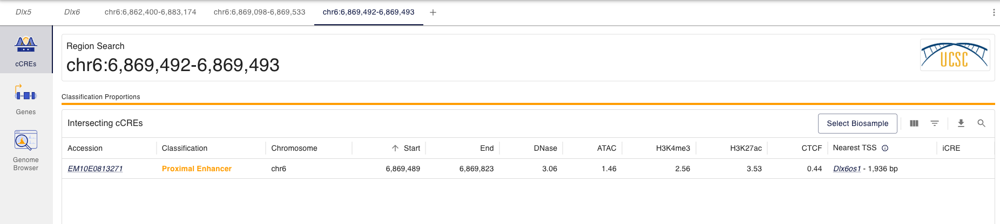 Dlx5 Dlx6 chr6:6,862,400-6,883,174 chr6:6,869,098-6,869,533 chr6:6,869,492-6,869,493 +
cCREs
Genes
Genome
Browser
Region Search
chr6:6,869,492-6,869,493
UCSC
Classification Proportions
Intersecting cCREs Select Biosample
Accession Classification Chromosome ↑ Start End DNase ATAC H3K4me3 H3K27ac CTCF Nearest TSS iCRE
EM10E0813271 Proximal Enhancer chr6 6,869,489 6,869,823 3.06 1.46 2.56 3.53 0.44 Dlx6os1 - 1,936 bp